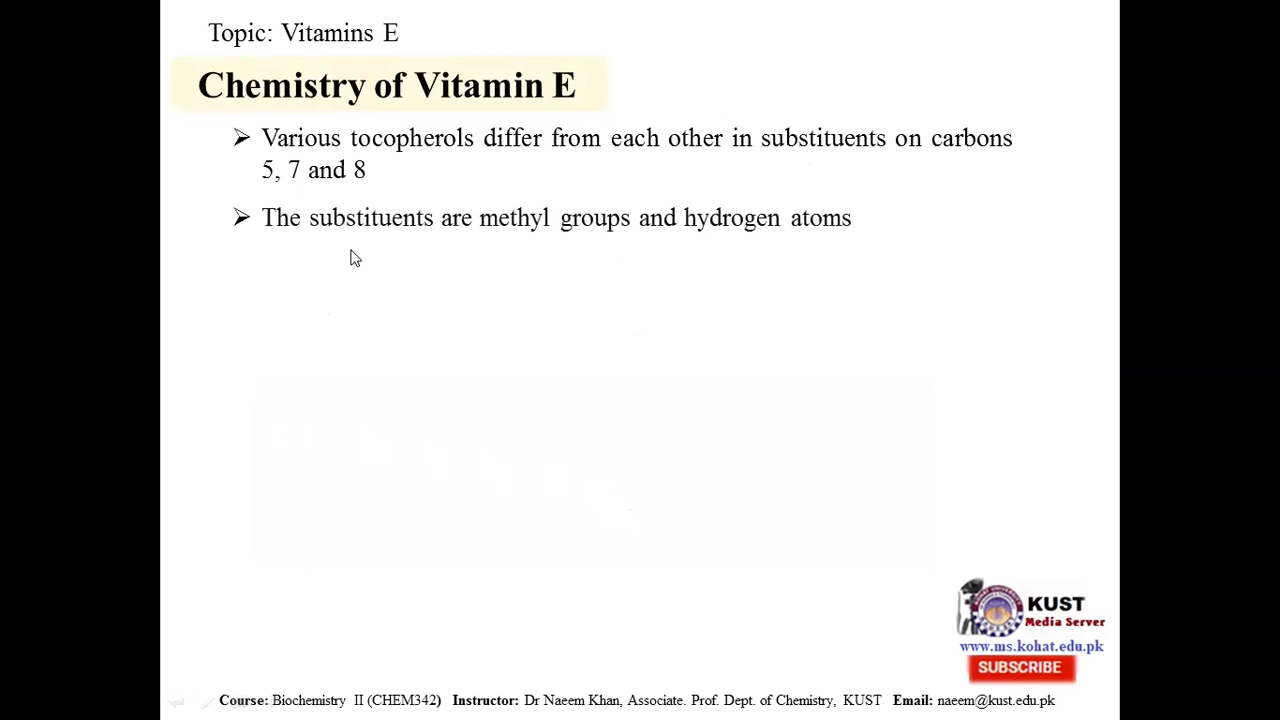 Topic: Vitamins E
Chemistry of Vitamin E
➢ Various tocopherols differ from each other in substituents on carbons
5, 7 and 8
➢ The substituents are methyl groups and hydrogen atoms
KUST
Media Server
www.ms.kohat.edu.pk
SUBSCRIBE
Course: Biochemistry II (CHEM342) Instructor: Dr Naeem Khan, Associate. Prof. Dept. of Chemistry, KUST Email: naeem@kust.edu.pk